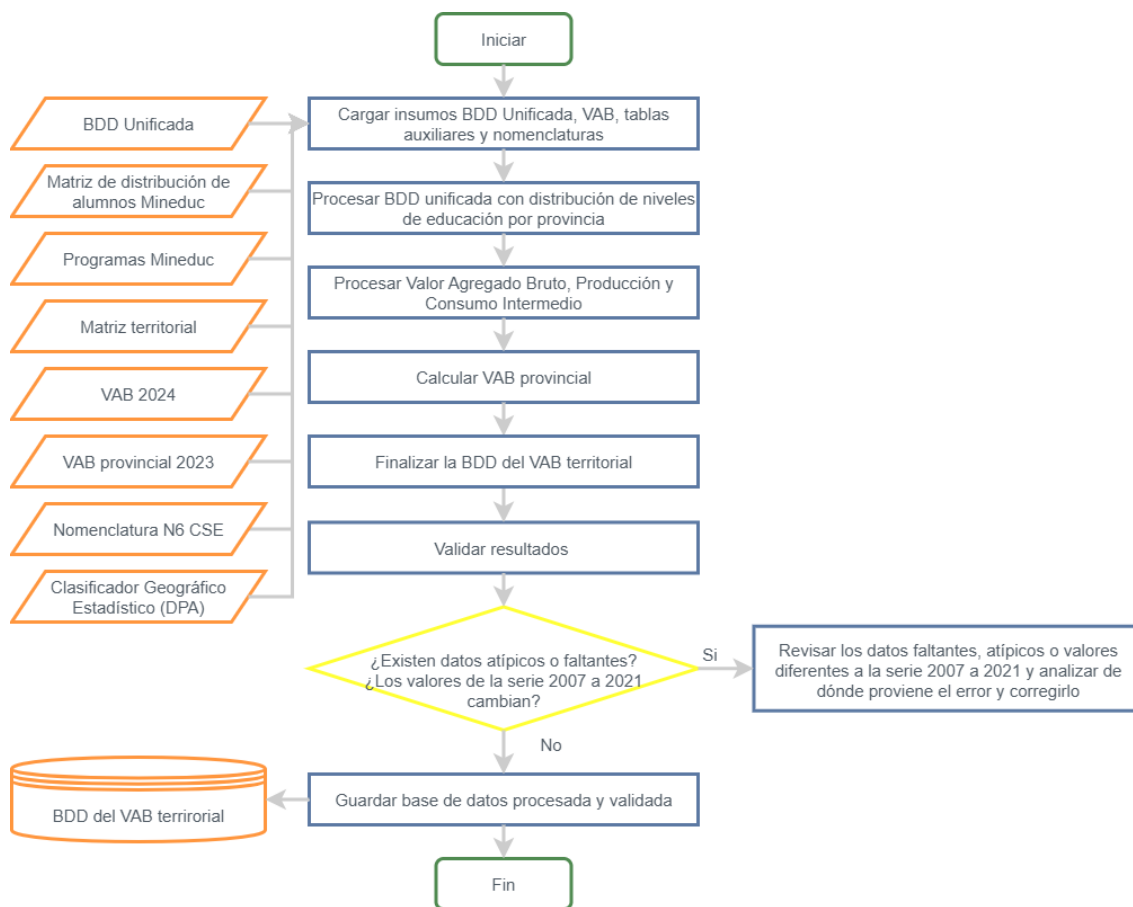 Iniciar
BDD Unificada
Cargar insumos BDD Unificada, VAB, tablas
auxiliares y nomenclaturas
Matriz de distribución de
alumnos Mineduc
Procesar BDD unificada con distribución de niveles
de educación por provincia
Programas Mineduc
Procesar Valor Agregado Bruto, Producción y
Consumo Intermedio
Matriz territorial
Calcular VAB provincial
VAB 2024
VAB provincial 2023
Finalizar la BDD del VAB territorial
Nomenclatura N6 CSE
Validar resultados
Clasificador Geográfico
Estadístico (DPA)
¿Existen datos atípicos o faltantes?
¿Los valores de la serie 2007 a 2021
cambian?
Si
Revisar los datos faltantes, atípicos o valores
diferentes a la serie 2007 a 2021 y analizar de
dónde proviene el error y corregirlo
No
Guardar base de datos procesada y validada
BDD del VAB terrirorial
Fin